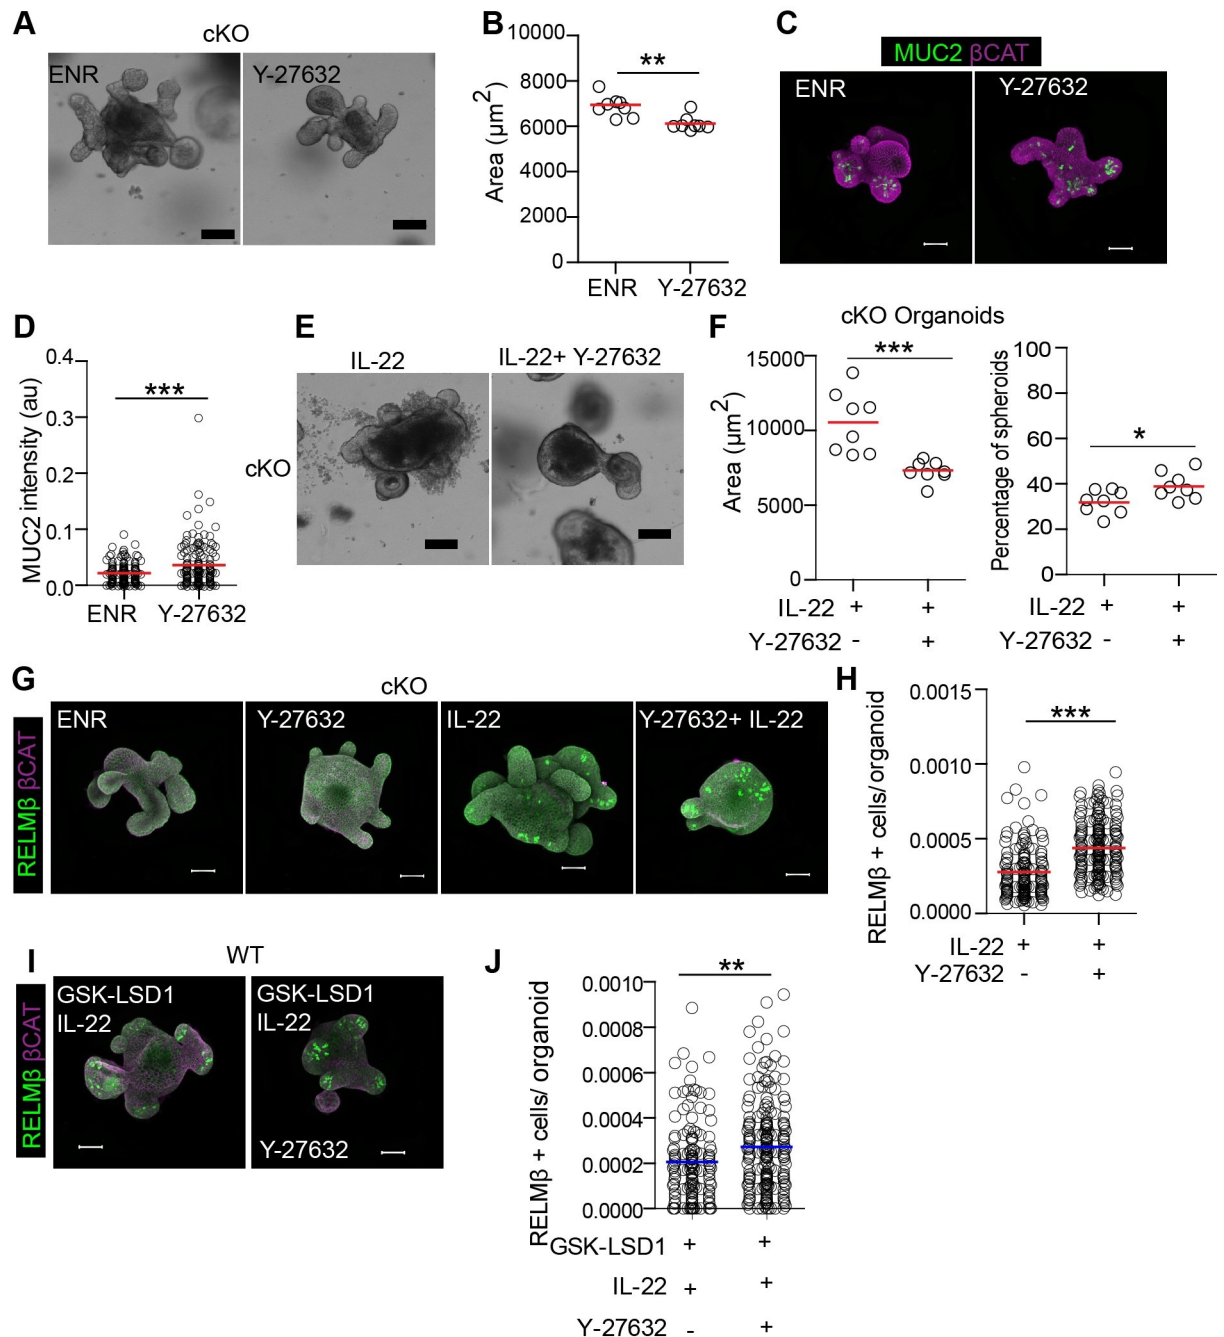 A
cKO
ENR
Y-27632
B
10000
8000
6000
4000
2000
0
Area (µm²)
**
ENR
Y-27632
C
MUC2 βCAT
ENR
Y-27632
D
0.4
0.3
0.2
0.1
0.0
MUC2 intensity (au)
***
ENR
Y-27632
E
IL-22
IL-22+ Y-27632
cKO
F
cKO Organoids
15000
10000
5000
0
Area (µm²)
***
IL-22 + +
Y-27632 - +
100
80
60
40
20
0
Percentage of spheroids
*
IL-22 + +
Y-27632 - +
G
cKO
RELMβ βCAT
ENR
Y-27632
IL-22
Y-27632+ IL-22
H
0.0015
0.0010
0.0005
0.0000
RELMβ + cells/ organoid
***
IL-22 + +
Y-27632 - +
I
WT
RELMβ βCAT
GSK-LSD1
IL-22
GSK-LSD1
IL-22
Y-27632
J
0.0010
0.0008
0.0006
0.0004
0.0002
0.0000
RELMβ + cells/ organoid
**
GSK-LSD1 + +
IL-22 + +
Y-27632 - +